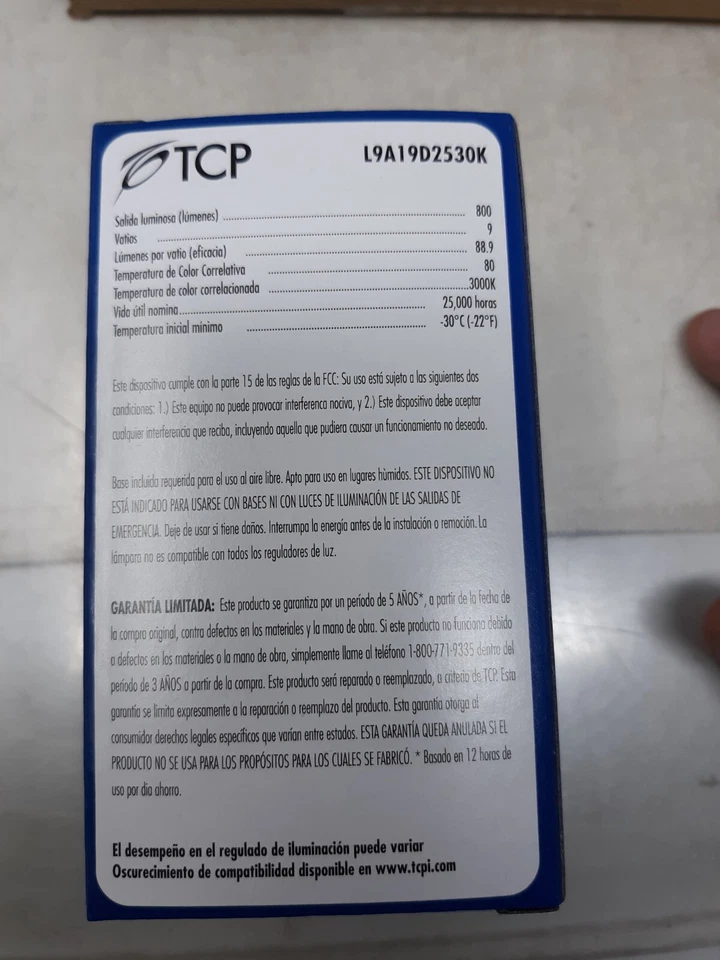 TCP L9A19D2530K
Salida luminosa (lúmenes) 800
Vatios 9
Lúmenes por vatio (eficacia) 88.9
Temperatura de Color Correlativa 80
Temperatura de color correlacionada 3000K
Vida útil nomina 25,000 horas
Temperatura inicial mínimo -30°C (-22°F)
Este dispositivo cumple con la parte 15 de las reglas de la FCC: Su uso está sujeto a las siguientes dos
condiciones: 1.) Este equipo no puede provocar interferenca nociva, y 2.) Este dispositivo debe aceptar
cualquier interferencia que reciba, incluyendo aquella que pudiera causar un funcionamiento no deseado.
Base incluida requerida para el uso al aire libre. Apto para uso en lugares hùmidos. ESTE DISPOSITIVO NO
ESTÁ INDICADO PARA USARSE CON BASES NI CON LUCES DE ILUMINACIÓN DE LAS SALIDAS DE
EMERGENCIA. Deje de usar si tiene daños. Interrumpa la energía antes de la instalación o remoción. La
lámpara no es compatible con todos los reguladores de luz.
GARANTÍA LIMITADA: Este producto se garantiza por un período de 5 AÑOS*, a partir de la fecha de
la compra original, contra defectos en los materiales y la mano de obra. Si este producto no funciona debido
a defectos en los materiales o la mano de obra, simplemente llame al teléfono 1-800-771-9335 dentro del
período de 3 AÑOS a partir de la compra. Este producto será reparado o reemplazado, a criterio de TCP. Esta
garantía se limita expresamente a la reparación o reemplazo del producto. Esta garantía otorga al
consumidor derechos legales específicos que varían entre estados. ESTA GARANTÍA QUEDA ANULADA SI EL
PRODUCTO NO SE USA PARA LOS PROPÓSITOS PARA LOS CUALES SE FABRICÓ. * Basado en 12 horas de
uso por día ahorro.
El desempeño en el regulado de iluminación puede variar
Oscurecimiento de compatibilidad disponible en www.tcpi.com